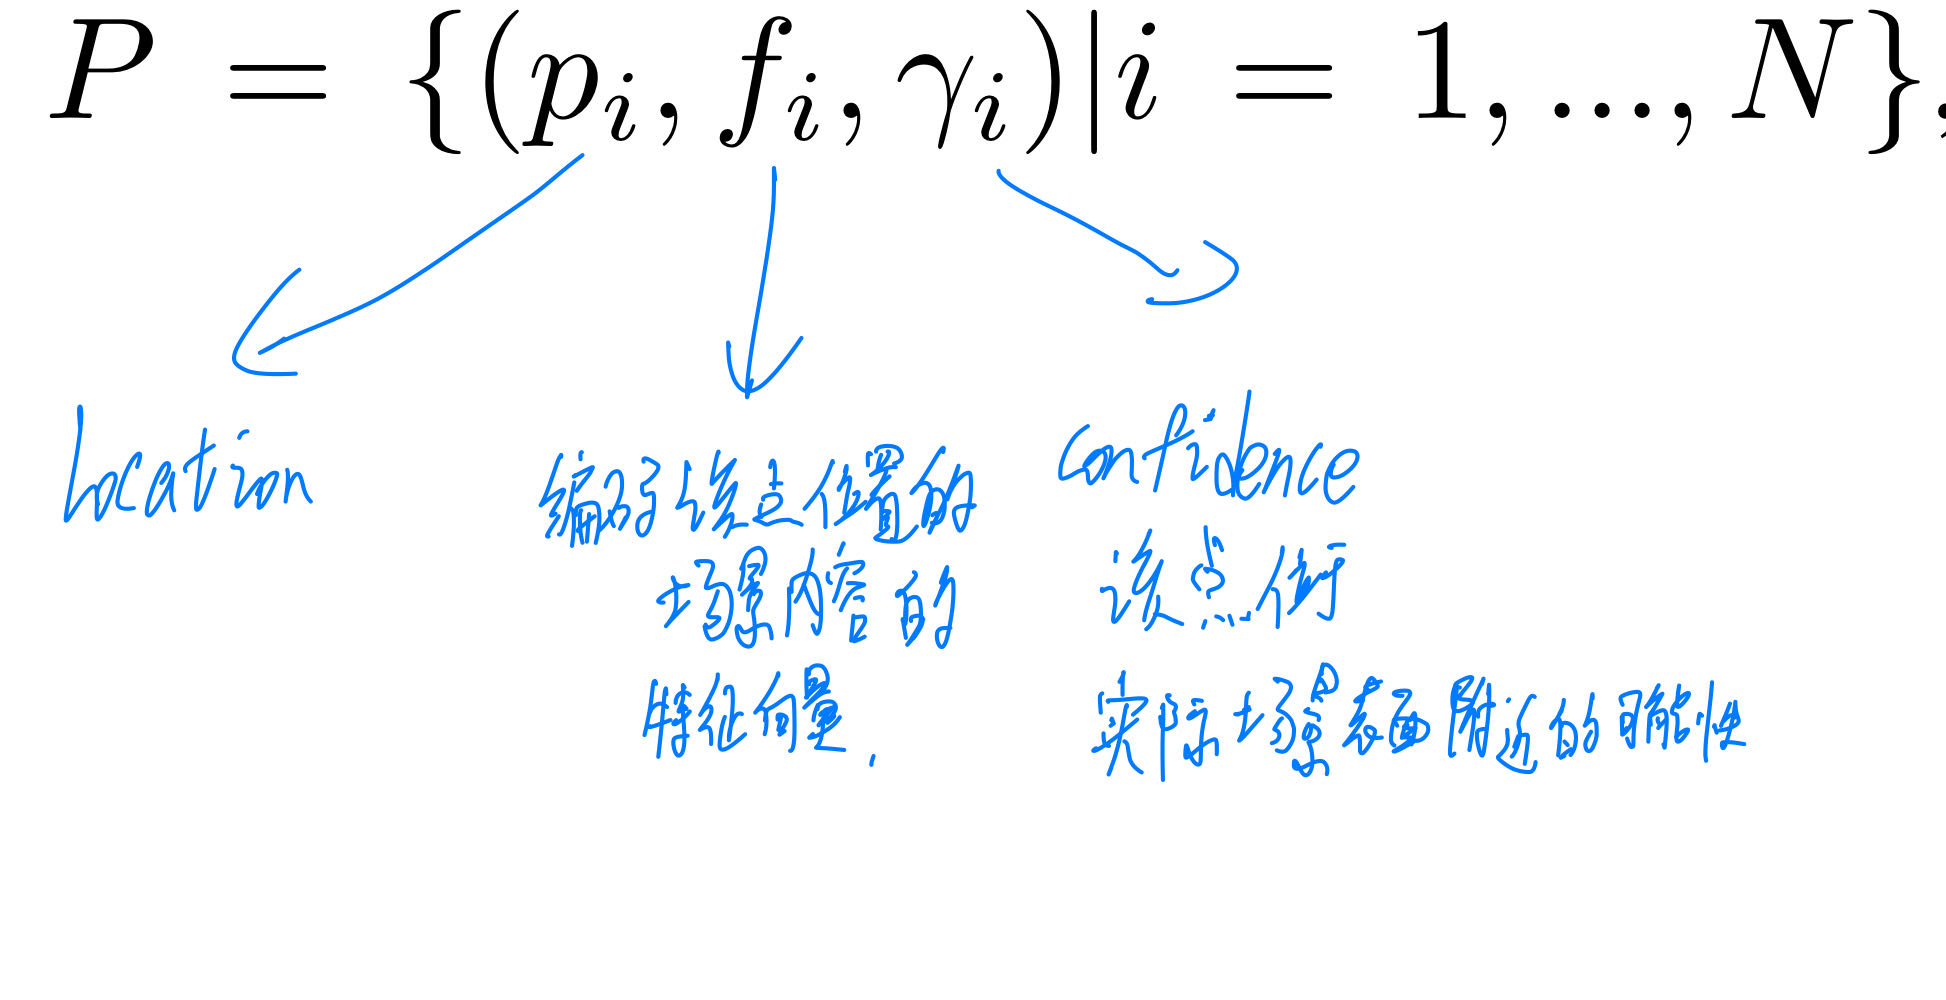 P = {(p_i, f_i, γ_i)|i = 1, ..., N},
location
编码该点位置的
场景内容的
特征向量.
confidence
该点位于
实际场景表面附近的可能性